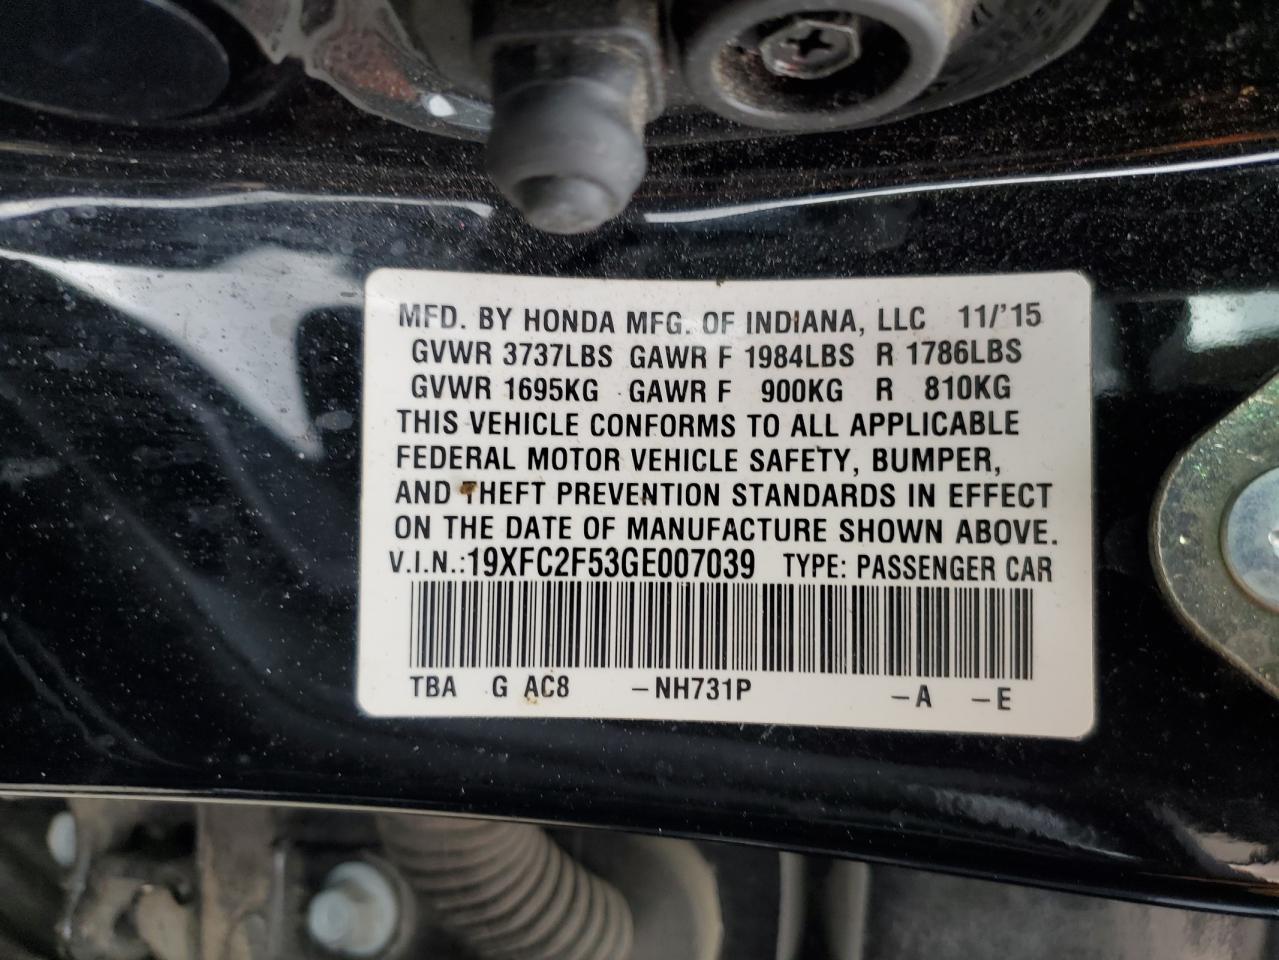 MFD. BY HONDA MFG. OF INDIANA, LLC 11/'15
GVWR 3737LBS GAWR F 1984LBS R 1786LBS
GVWR 1695KG GAWR F 900KG R 810KG
THIS VEHICLE CONFORMS TO ALL APPLICABLE
FEDERAL MOTOR VEHICLE SAFETY, BUMPER,
AND THEFT PREVENTION STANDARDS IN EFFECT
ON THE DATE OF MANUFACTURE SHOWN ABOVE.
V.I.N.:19XFC2F53GE007039 TYPE: PASSENGER CAR
TBA G AC8 –NH731P –A –E